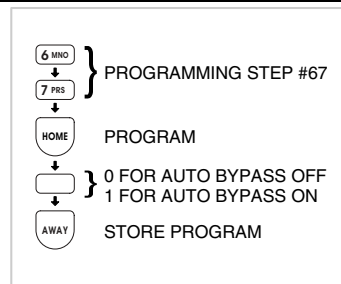 6 MNO
7 PRS
PROGRAMMING STEP #67
HOME
PROGRAM
0 FOR AUTO BYPASS OFF
1 FOR AUTO BYPASS ON
AWAY
STORE PROGRAM